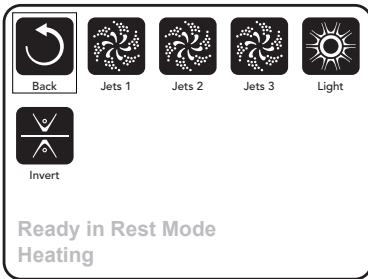 Back Jets 1 Jets 2 Jets 3 Light
Invert
Ready in Rest Mode
Heating